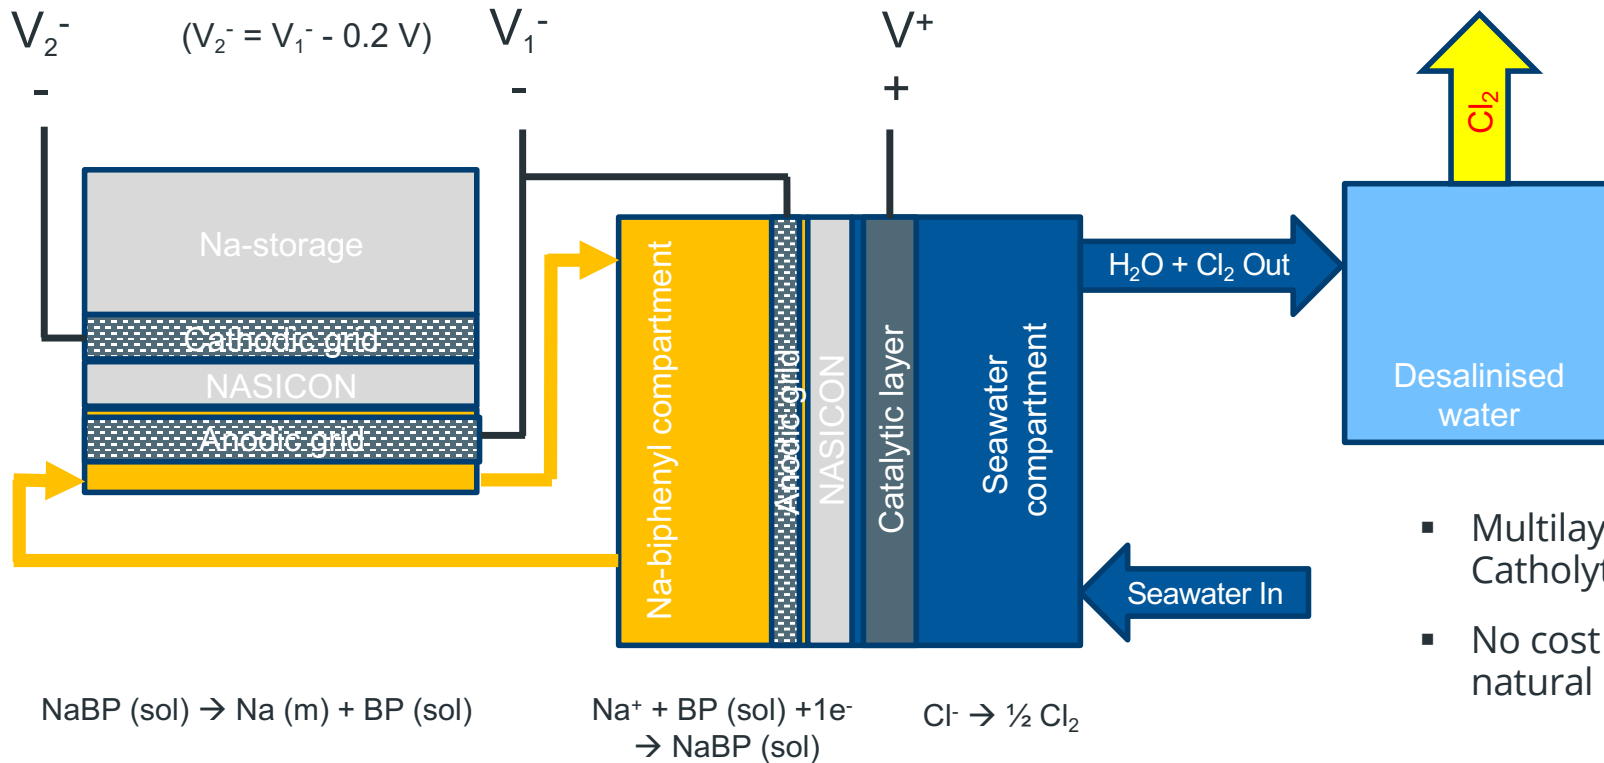 V₂⁻ (V₂⁻ = V₁⁻ - 0.2 V) V₁⁻ V⁺
- - +
Cl₂
Na-storage
Cathodic grid
NASICON
Anodic grid
Na-biphenyl compartment
Anodic grid
NASICON
Catalytic layer
Seawater
compartment
H₂O + Cl₂ Out
Seawater In
Desalinised
water
▪ Multilay
Catholyt
▪ No cost
natural
NaBP (sol) → Na (m) + BP (sol)
Na⁺ + BP (sol) +1e⁻
→ NaBP (sol)
Cl⁻ → ½ Cl₂